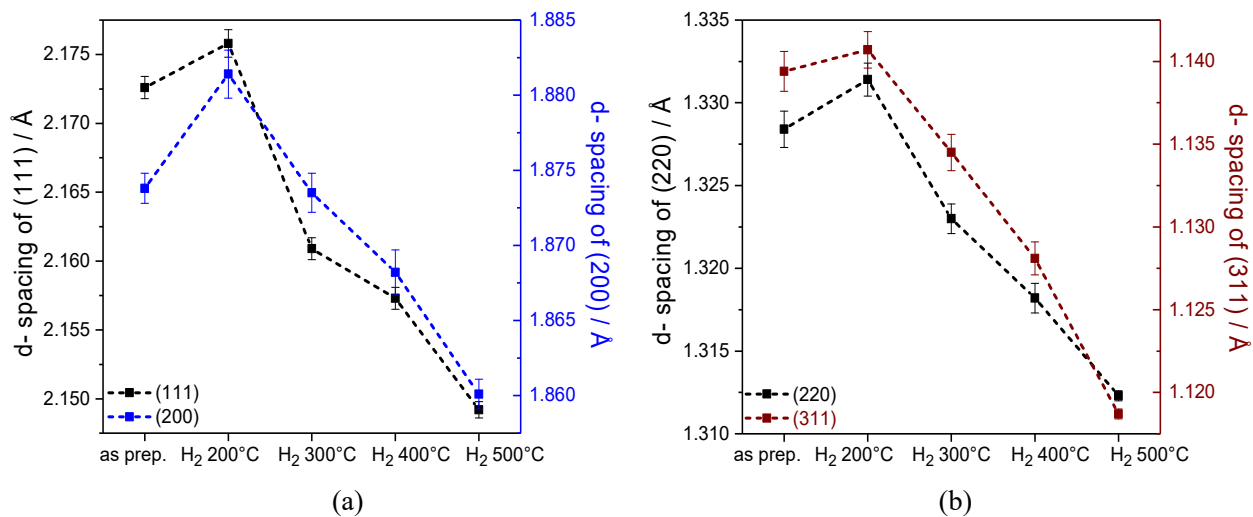 d- spacing of (111) / Å
2.175
2.170
2.165
2.160
2.155
2.150
(111)
(200)
as prep.
H2 200°C
H2 300°C
H2 400°C
H2 500°C
1.885
1.880
1.875
1.870
1.865
1.860
d- spacing of (200) / Å
(a)
d- spacing of (220) / Å
1.335
1.330
1.325
1.320
1.315
1.310
(220)
(311)
as prep.
H2 200°C
H2 300°C
H2 400°C
H2 500°C
1.140
1.135
1.130
1.125
1.120
d- spacing of (311) / Å
(b)